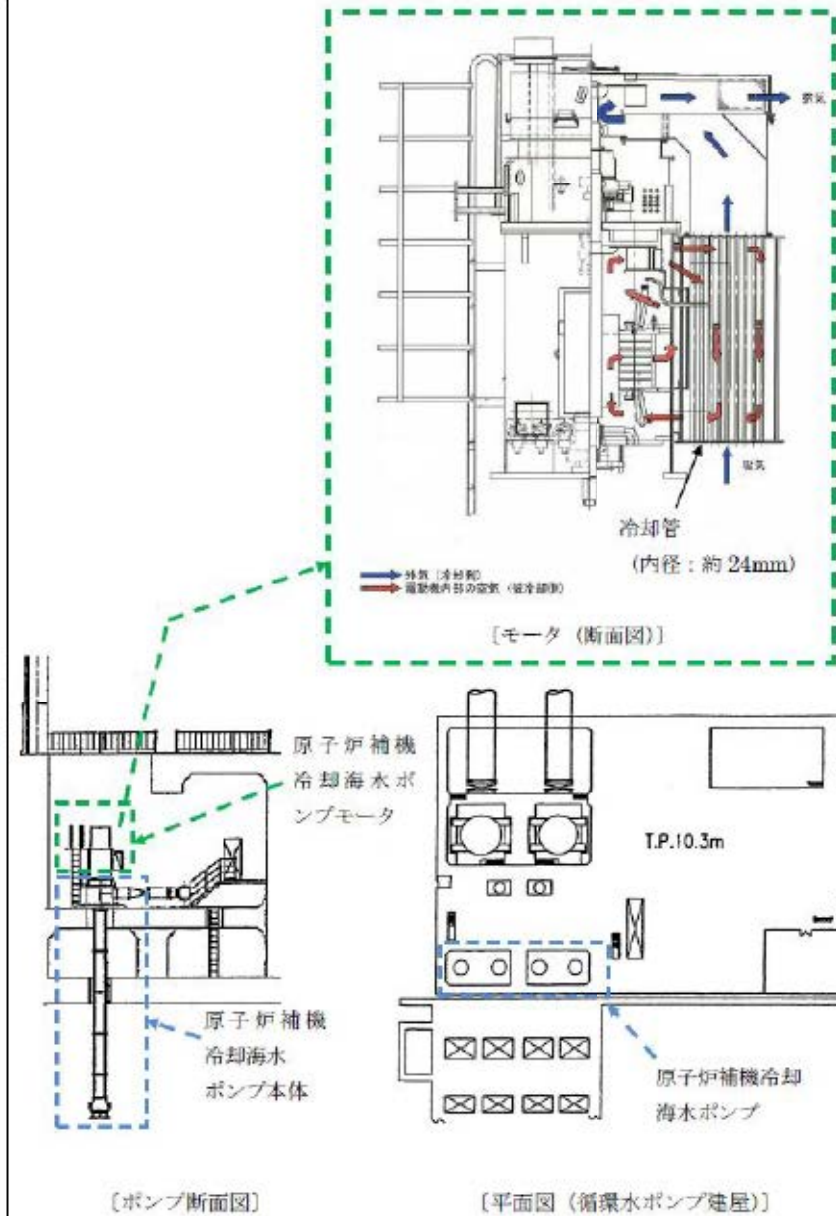 排気
吸気
冷却管
(内径：約 24mm)
外気（冷却側）
電動機内部の空気（被冷却側）
［モータ（断面図）］
原子炉補機
冷却海水ポ
ンプモータ
T.P.10.3m
原子炉補機
冷却海水
ポンプ本体
原子炉補機冷却
海水ポンプ
［ポンプ断面図］
［平面図（循環水ポンプ建屋）］